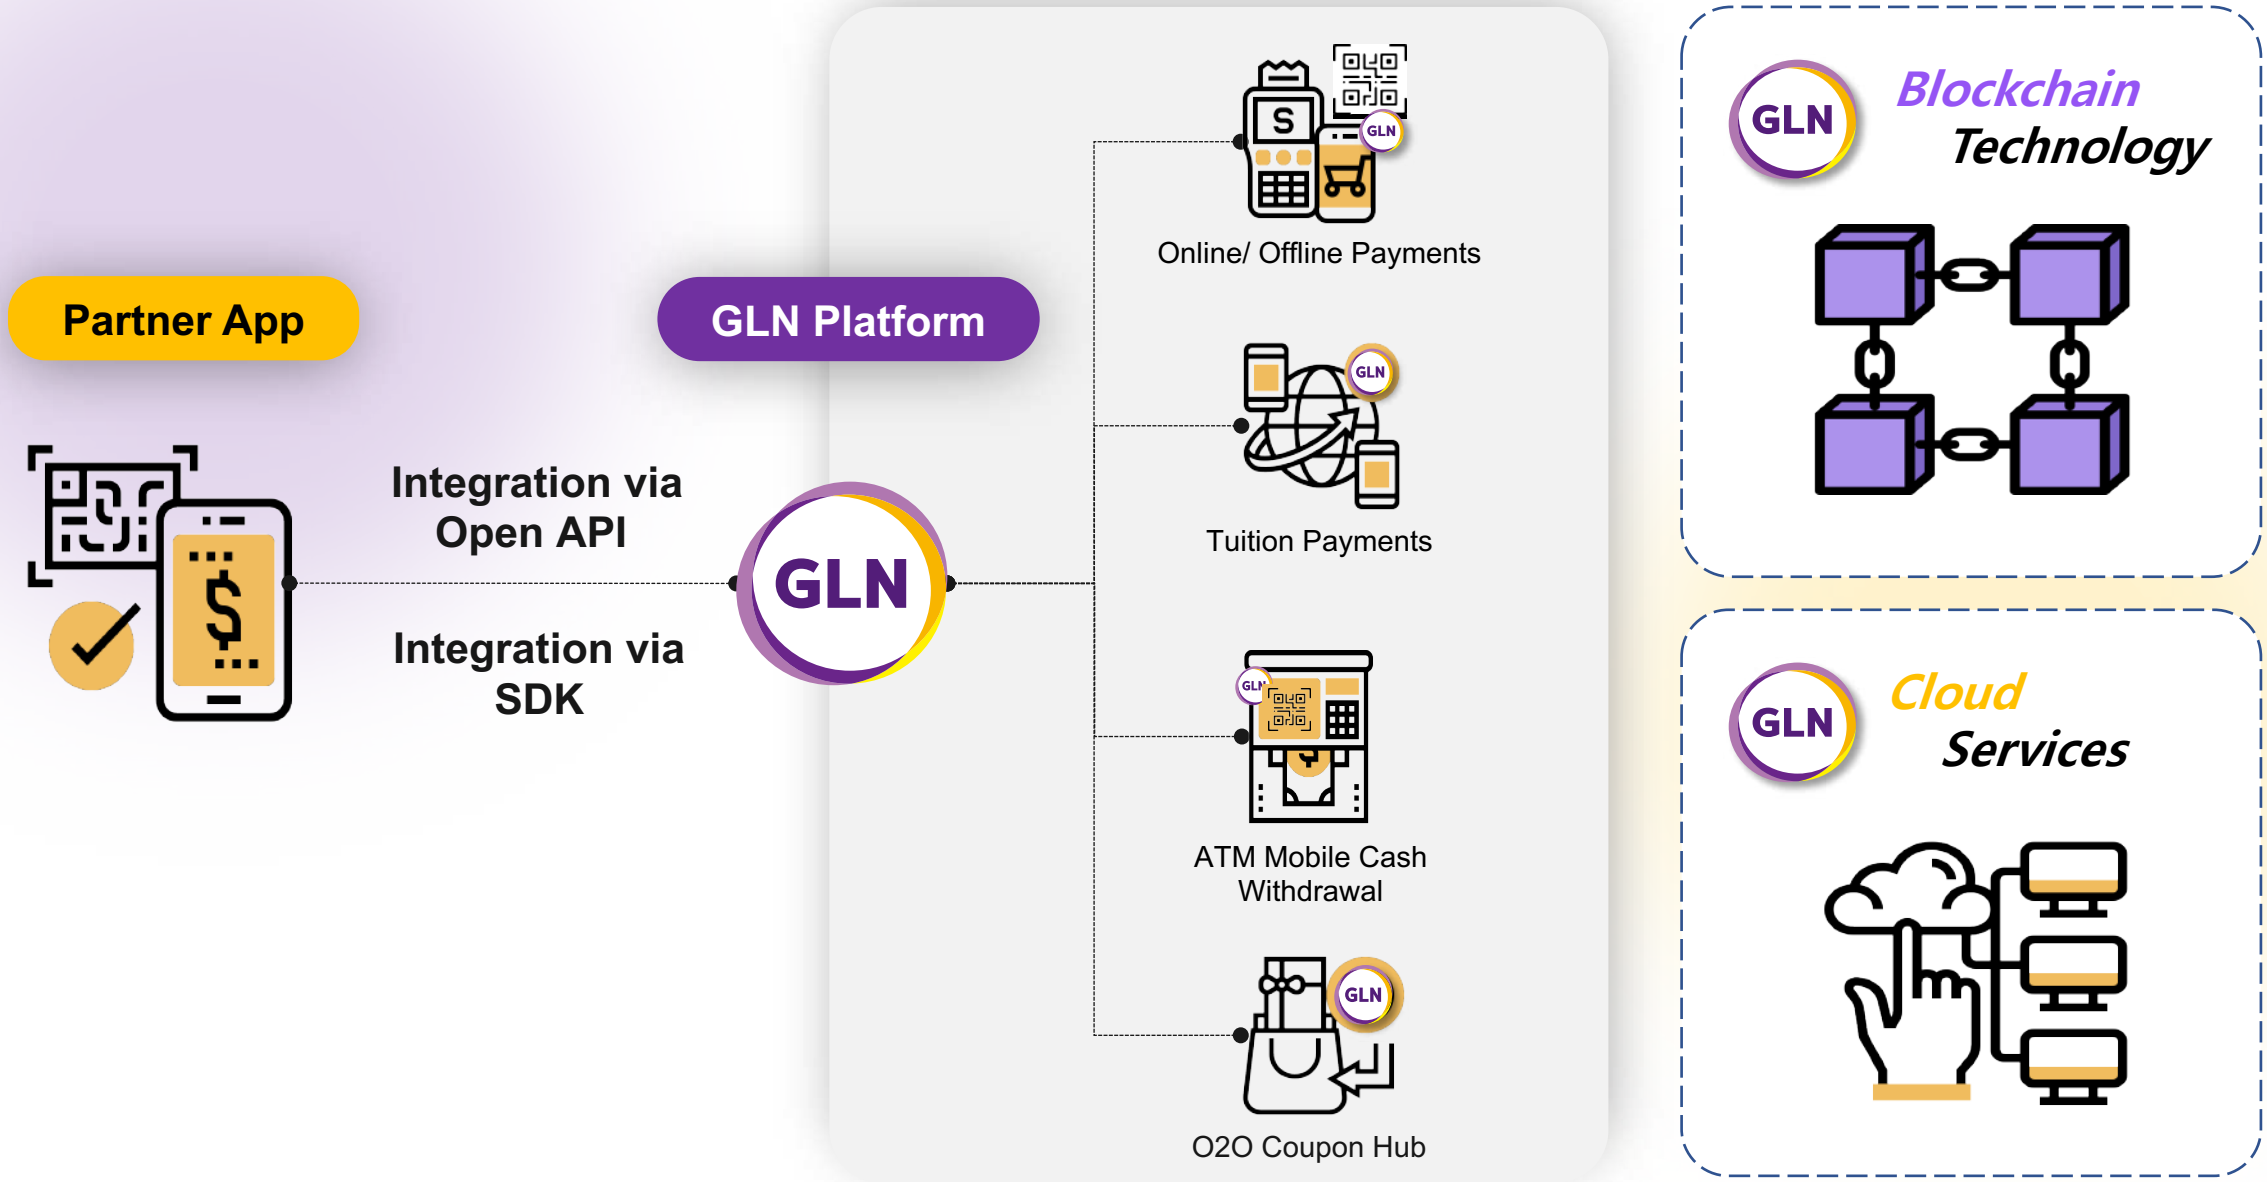 Partner App
Integration via
Open API
Integration via
SDK
GLN Platform
GLN
S
GLN
Online/ Offline Payments
GLN
Tuition Payments
GLN
ATM Mobile Cash
Withdrawal
GLN
O2O Coupon Hub
GLN
Blockchain
Technology
GLN
Cloud
Services